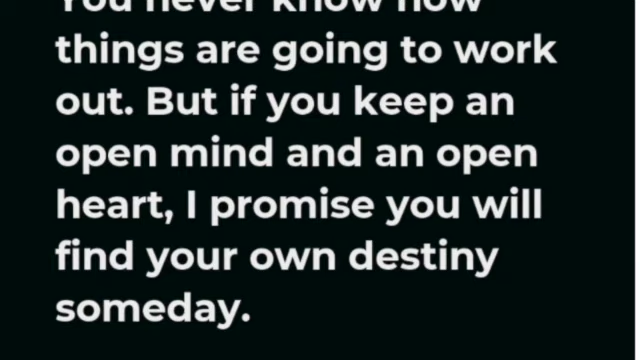 You never know how
things are going to work
out. But if you keep an
open mind and an open
heart, I promise you will
find your own destiny
someday.